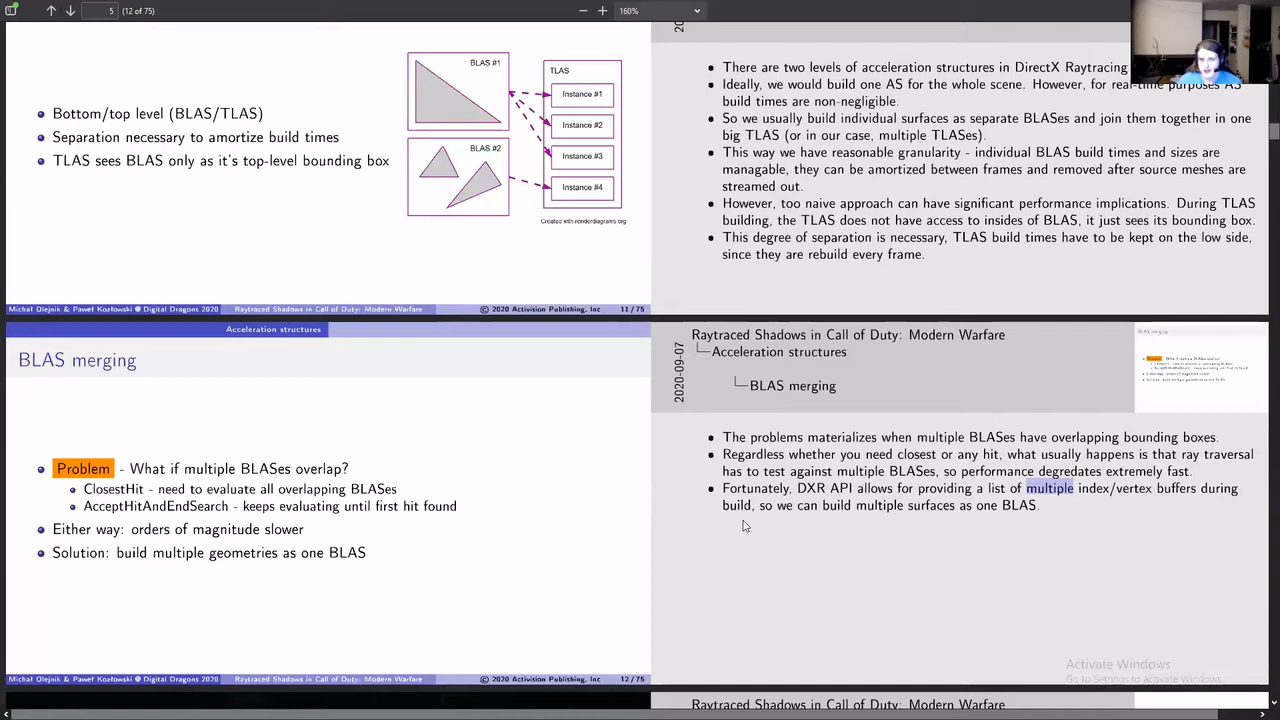 5
(12 of 75)
160%
Bottom/top level (BLAS/TLAS)
Separation necessary to amortize build times
TLAS sees BLAS only as it's top-level bounding box
BLAS #1
BLAS #2
TLAS
Instance #1
Instance #2
Instance #3
Instance #4
Created with renderdiagrams.org
Michał Olejnik & Paweł Kozłowski @ Digital Dragons 2020
Raytraced Shadows in Call of Duty: Modern Warfare
© 2020 Activision Publishing, Inc
11 / 75
20
There are two levels of acceleration structures in DirectX Raytracing
Ideally, we would build one AS for the whole scene. However, for real-time purposes AS
build times are non-negligible.
So we usually build individual surfaces as separate BLASes and join them together in one
big TLAS (or in our case, multiple TLASes).
This way we have reasonable granularity - individual BLAS build times and sizes are
managable, they can be amortized between frames and removed after source meshes are
streamed out.
However, too naive approach can have significant performance implications. During TLAS
building, the TLAS does not have access to insides of BLAS, it just sees its bounding box.
This degree of separation is necessary, TLAS build times have to be kept on the low side,
since they are rebuild every frame.
Acceleration structures
BLAS merging
Problem - What if multiple BLASes overlap?
ClosestHit - need to evaluate all overlapping BLASes
AcceptHitAndEndSearch - keeps evaluating until first hit found
Either way: orders of magnitude slower
Solution: build multiple geometries as one BLAS
Michał Olejnik & Paweł Kozłowski @ Digital Dragons 2020
Raytraced Shadows in Call of Duty: Modern Warfare
© 2020 Activision Publishing, Inc
12 / 75
2020-09-07
Raytraced Shadows in Call of Duty: Modern Warfare
Acceleration structures
BLAS merging
BLAS merging
The problems materializes when multiple BLASes have overlapping bounding boxes.
Regardless whether you need closest or any hit, what usually happens is that ray traversal
has to test against multiple BLASes, so performance degredates extremely fast.
Fortunately, DXR API allows for providing a list of multiple index/vertex buffers during
build, so we can build multiple surfaces as one BLAS.
Activate Windows
Go to Settings to activate Windows.
Raytraced Shadows in Call of Duty: Modern Warfare